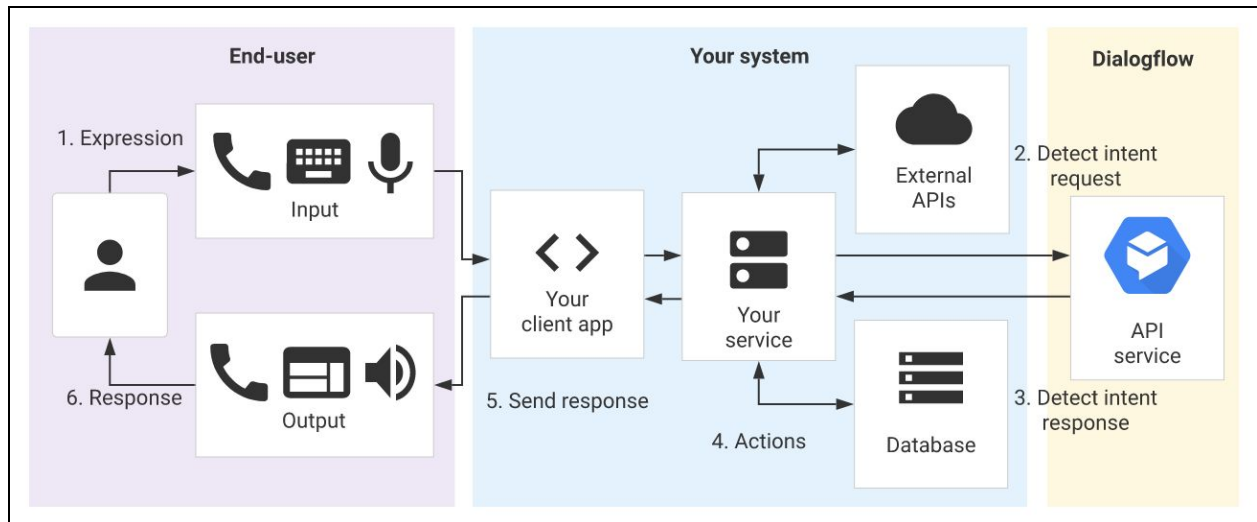 End-user
Your system
Dialogflow
1. Expression
Input
Your
client app
Your
service
External
APIs
2. Detect intent
request
API
service
6. Response
Output
5. Send response
4. Actions
Database
3. Detect intent
response